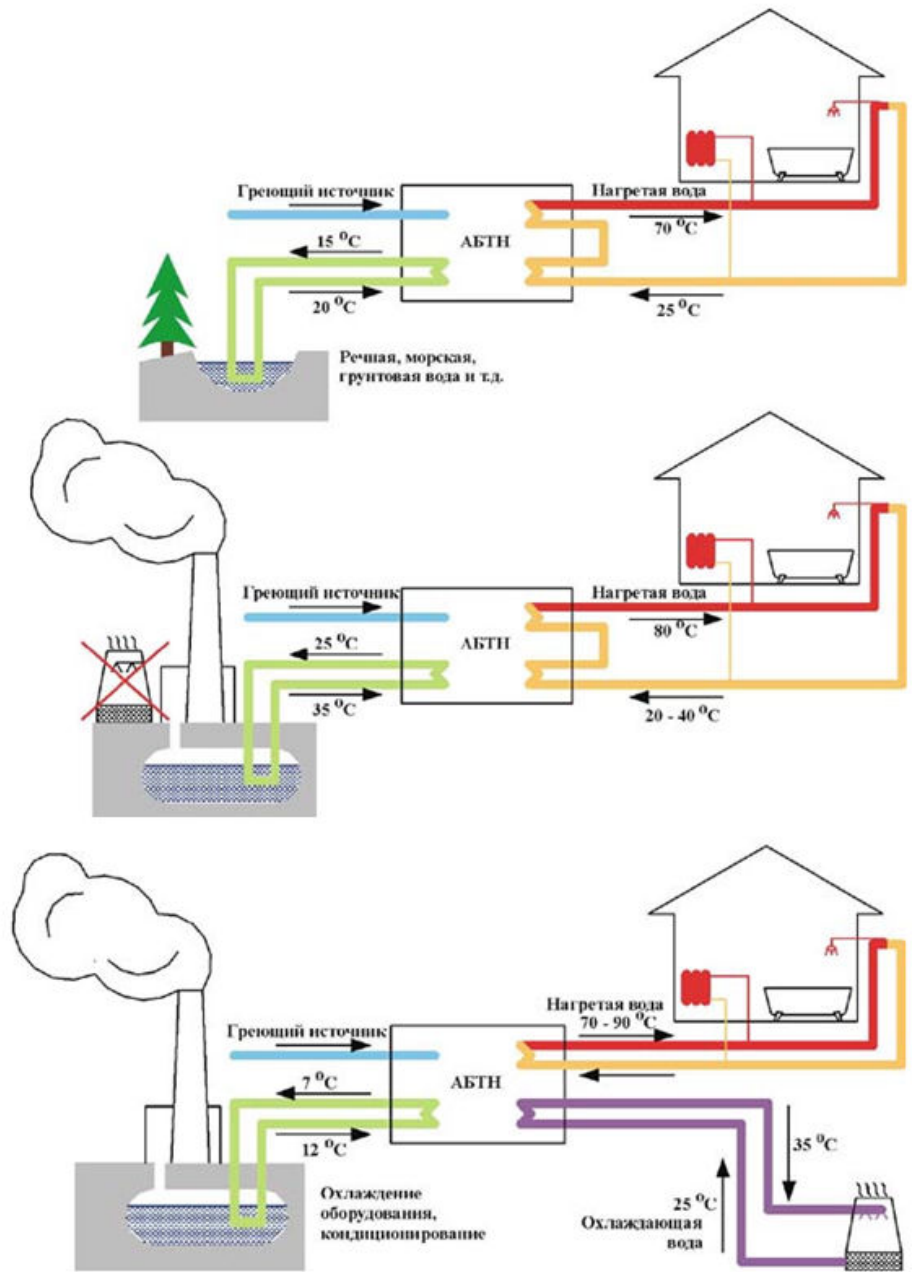 Греющий источник
Нагретая вода
15 °C
АБТН
70 °C
20 °C
25 °C
Речная, морская,
грунтовая вода и т.д.
Греющий источник
Нагретая вода
25 °C
АБТН
80 °C
35 °C
20 - 40 °C
Нагретая вода
70 - 90 °C
Греющий источник
7 °C
АБТН
12 °C
35 °C
Охлаждение
оборудования,
кондиционирование
25 °C
Охлаждающая
вода